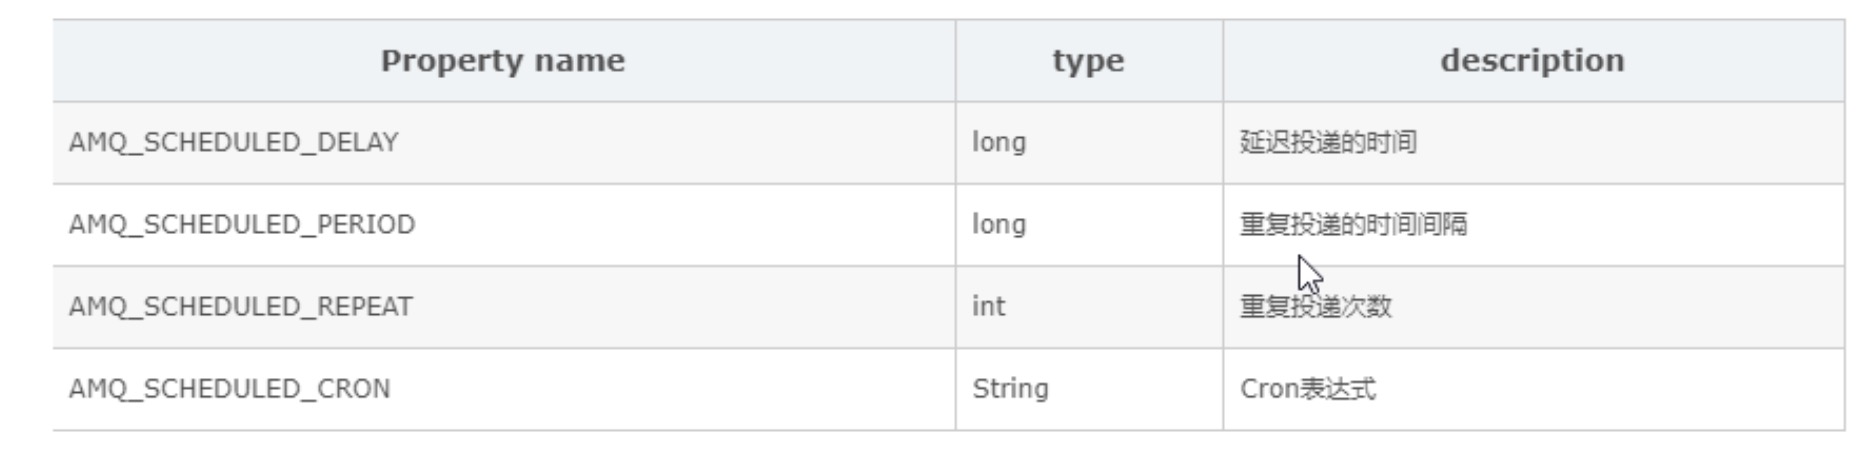 Property name type description
AMQ_SCHEDULED_DELAY long 延迟投递的时间
AMQ_SCHEDULED_PERIOD long 重复投递的时间间隔
AMQ_SCHEDULED_REPEAT int 重复投递次数
AMQ_SCHEDULED_CRON String Cron表达式